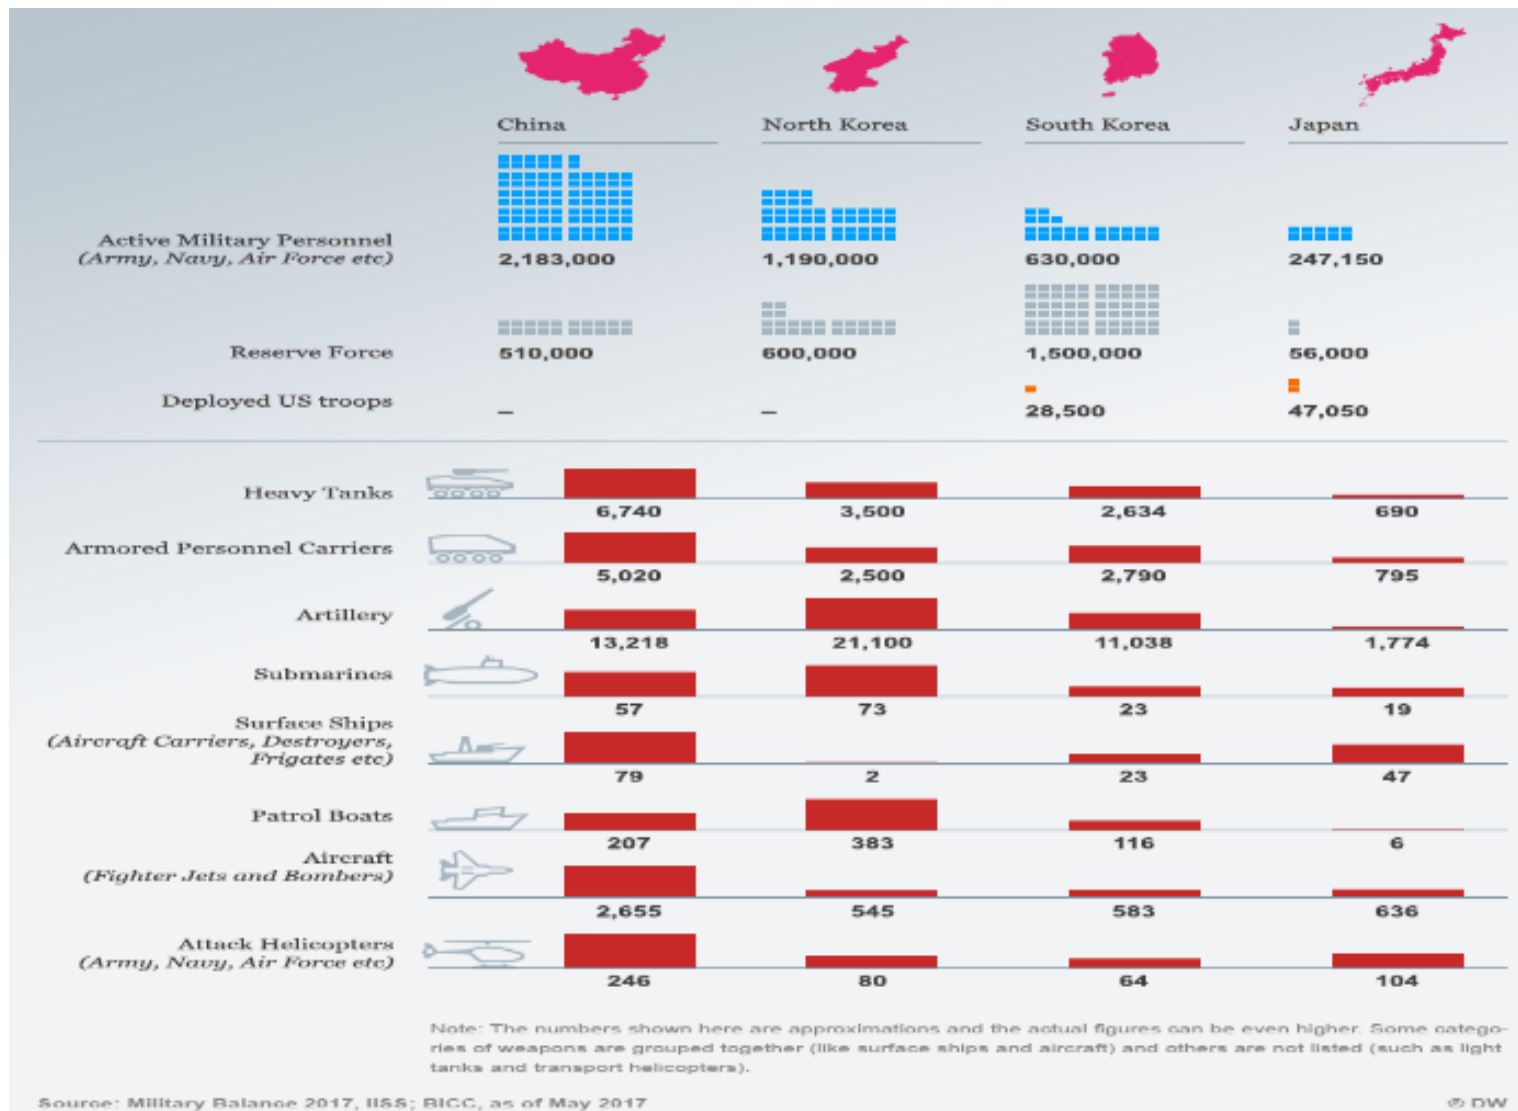 China North Korea South Korea Japan
Active Military Personnel
(Army, Navy, Air Force etc)
2,183,000 1,190,000 630,000 247,150
Reserve Force
510,000 600,000 1,500,000 56,000
Deployed US troops
– – 28,500 47,050
Heavy Tanks
6,740 3,500 2,634 690
Armored Personnel Carriers
5,020 2,500 2,790 795
Artillery
13,218 21,100 11,038 1,774
Submarines
57 73 23 19
Surface Ships
(Aircraft Carriers, Destroyers,
Frigates etc)
79 2 23 47
Patrol Boats
207 383 116 6
Aircraft
(Fighter Jets and Bombers)
2,655 545 583 636
Attack Helicopters
(Army, Navy, Air Force etc)
246 80 64 104
Note: The numbers shown here are approximations and the actual figures can be even higher. Some catego-
ries of weapons are grouped together (like surface ships and aircraft) and others are not listed (such as light
tanks and transport helicopters).
Source: Military Balance 2017, IISS; BICC, as of May 2017
© DW